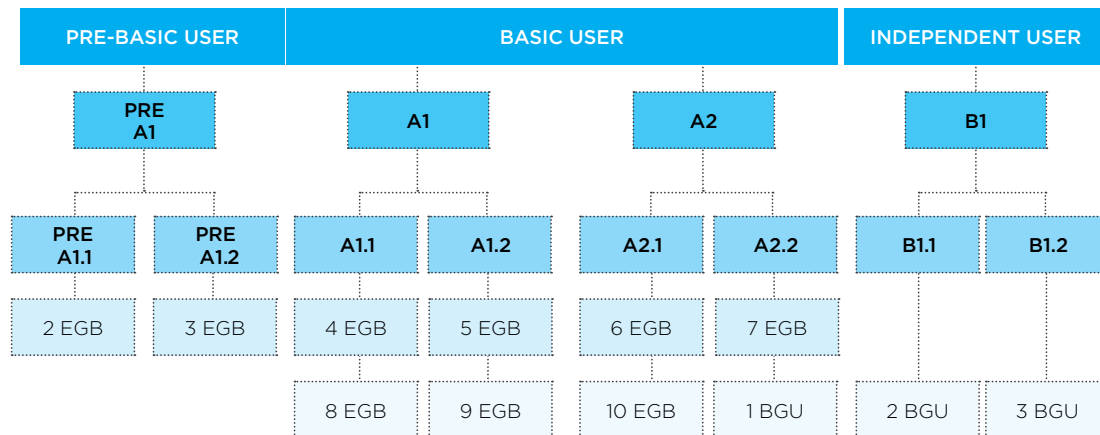 PRE-BASIC USER
BASIC USER
INDEPENDENT USER
PRE
A1
A1
A2
B1
PRE
A1.1
PRE
A1.2
A1.1
A1.2
A2.1
A2.2
B1.1
B1.2
2 EGB
3 EGB
4 EGB
5 EGB
6 EGB
7 EGB
8 EGB
9 EGB
10 EGB
1 BGU
2 BGU
3 BGU